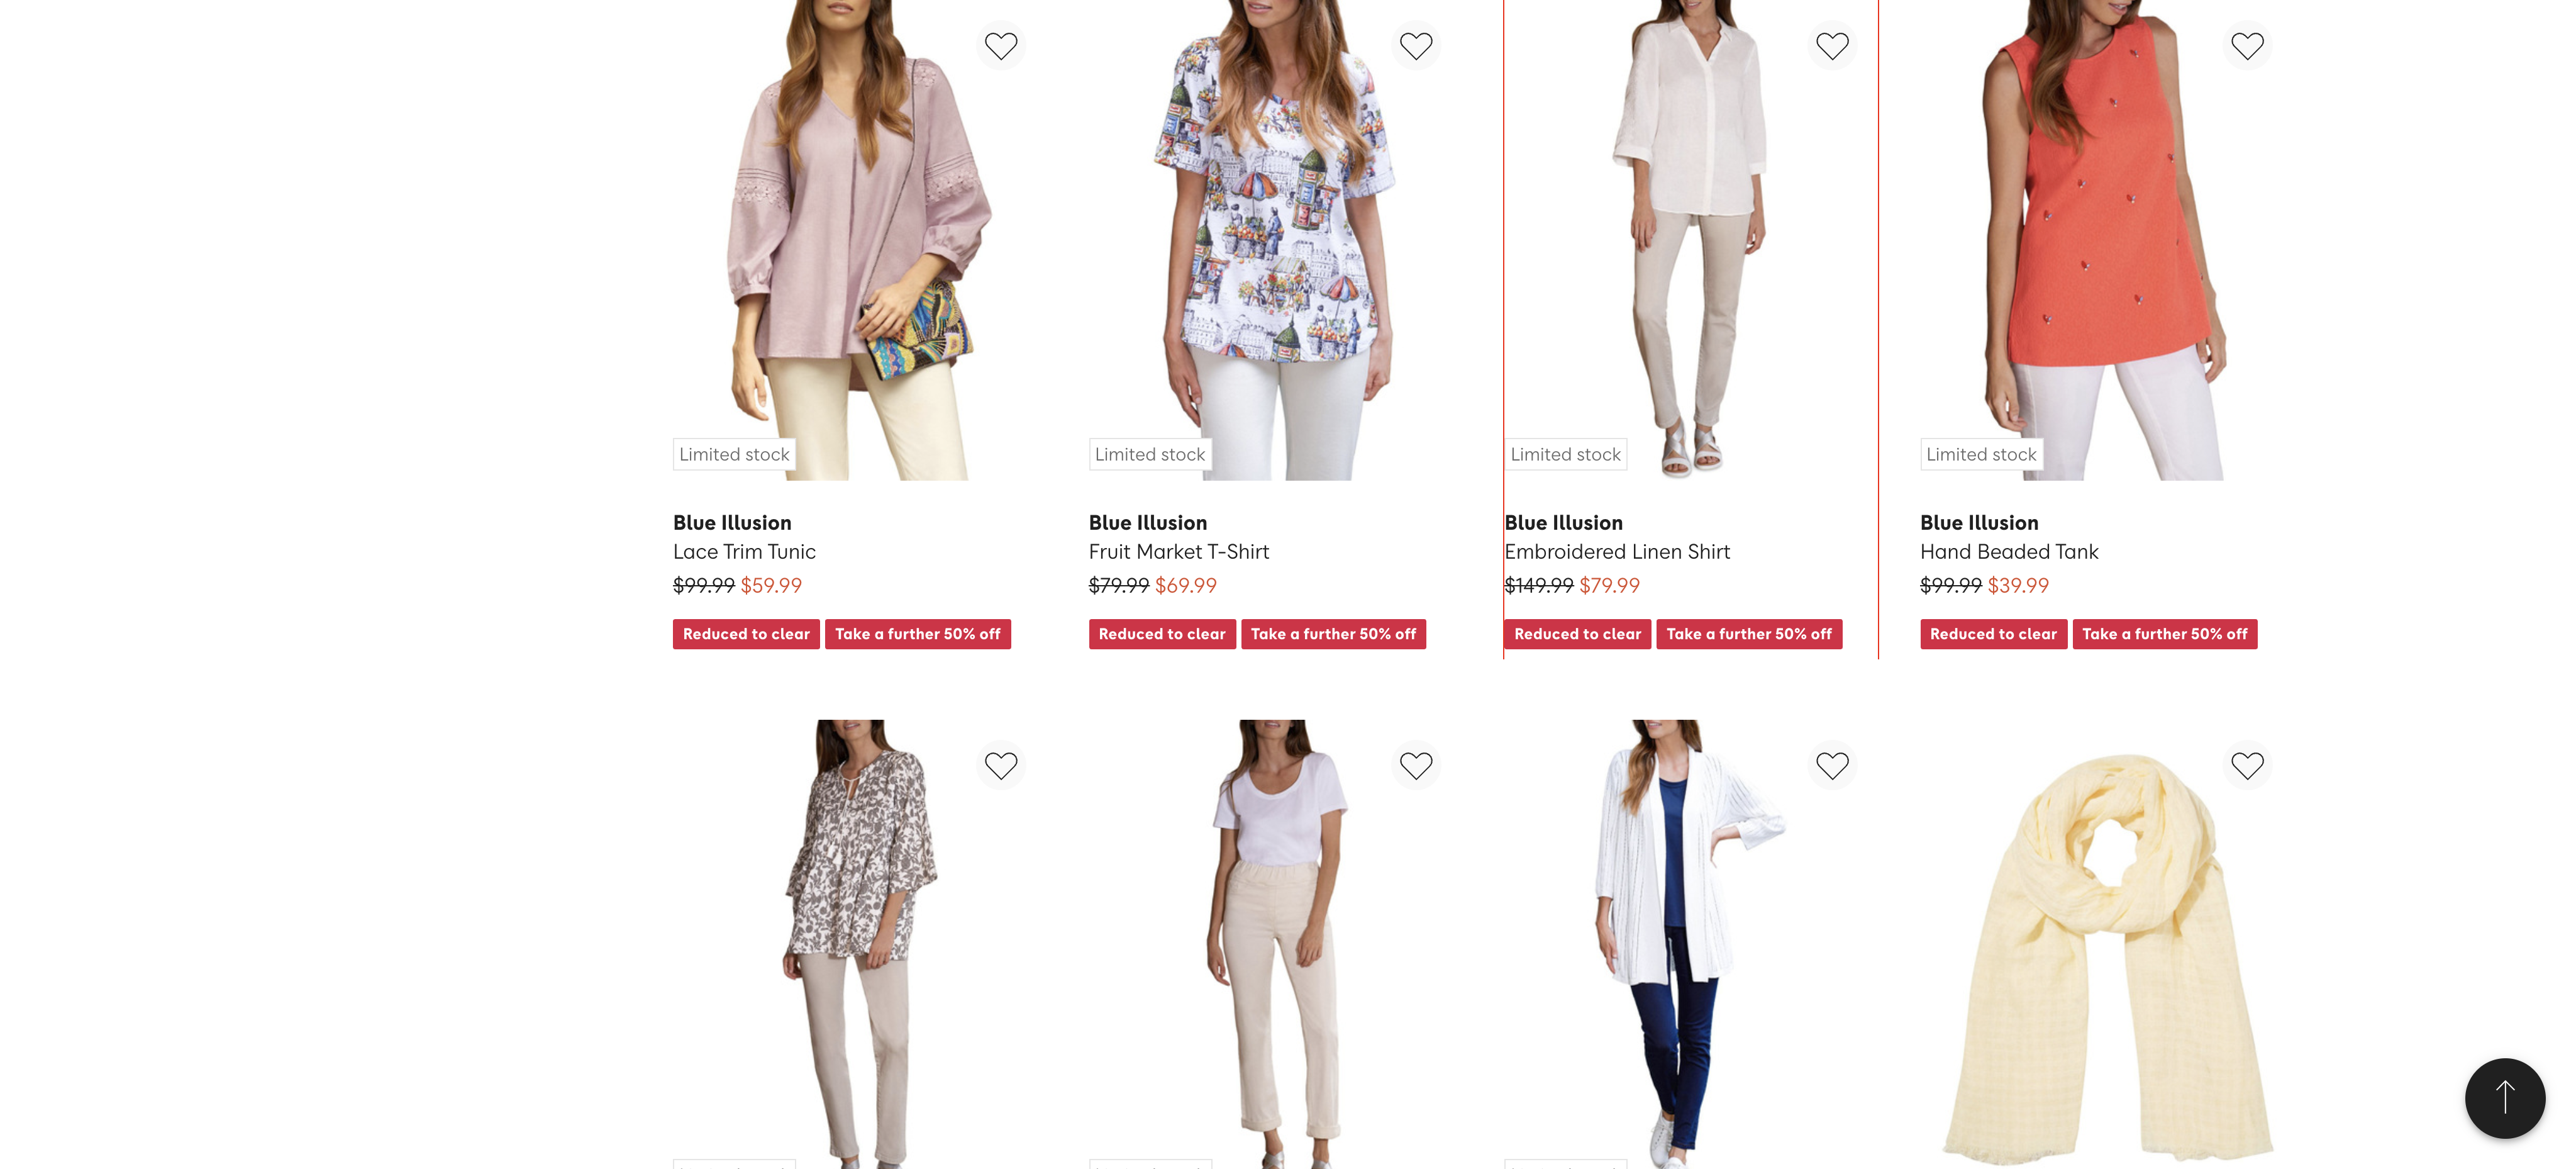 Limited stock
Limited stock
Limited stock
Limited stock
Blue Illusion
Lace Trim Tunic
$99.99 $59.99
Reduced to clear Take a further 50% off
Blue Illusion
Fruit Market T-Shirt
$79.99 $69.99
Reduced to clear Take a further 50% off
Blue Illusion
Embroidered Linen Shirt
$149.99 $79.99
Reduced to clear Take a further 50% off
Blue Illusion
Hand Beaded Tank
$99.99 $39.99
Reduced to clear Take a further 50% off